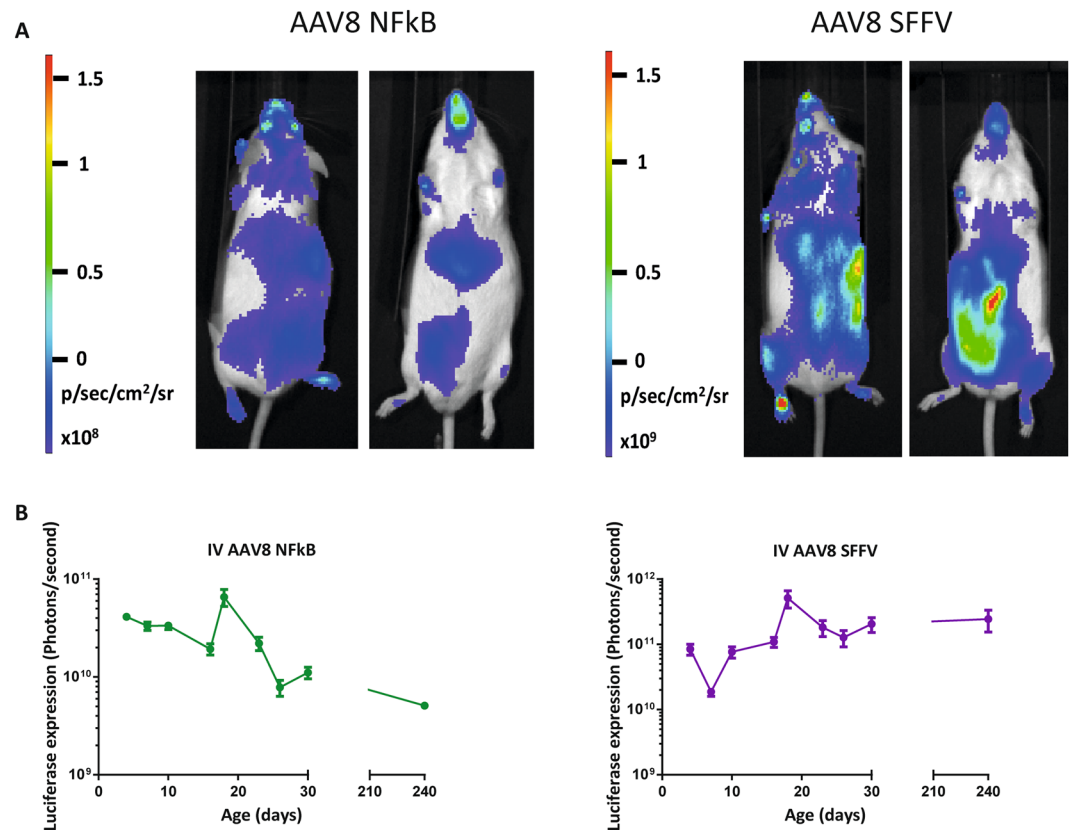 A
AAV8 NFkB
1.5
1
0.5
0
p/sec/cm²/sr
x10⁸
AAV8 SFFV
1.5
1
0.5
0
p/sec/cm²/sr
x10⁹
B
IV AAV8 NFkB
Luciferase expression (Photons/second)
10¹¹
10¹⁰
10⁹
0 10 20 30 210 240
Age (days)
IV AAV8 SFFV
Luciferase expression (Photons/second)
10¹²
10¹¹
10¹⁰
10⁹
0 10 20 30 210 240
Age (days)